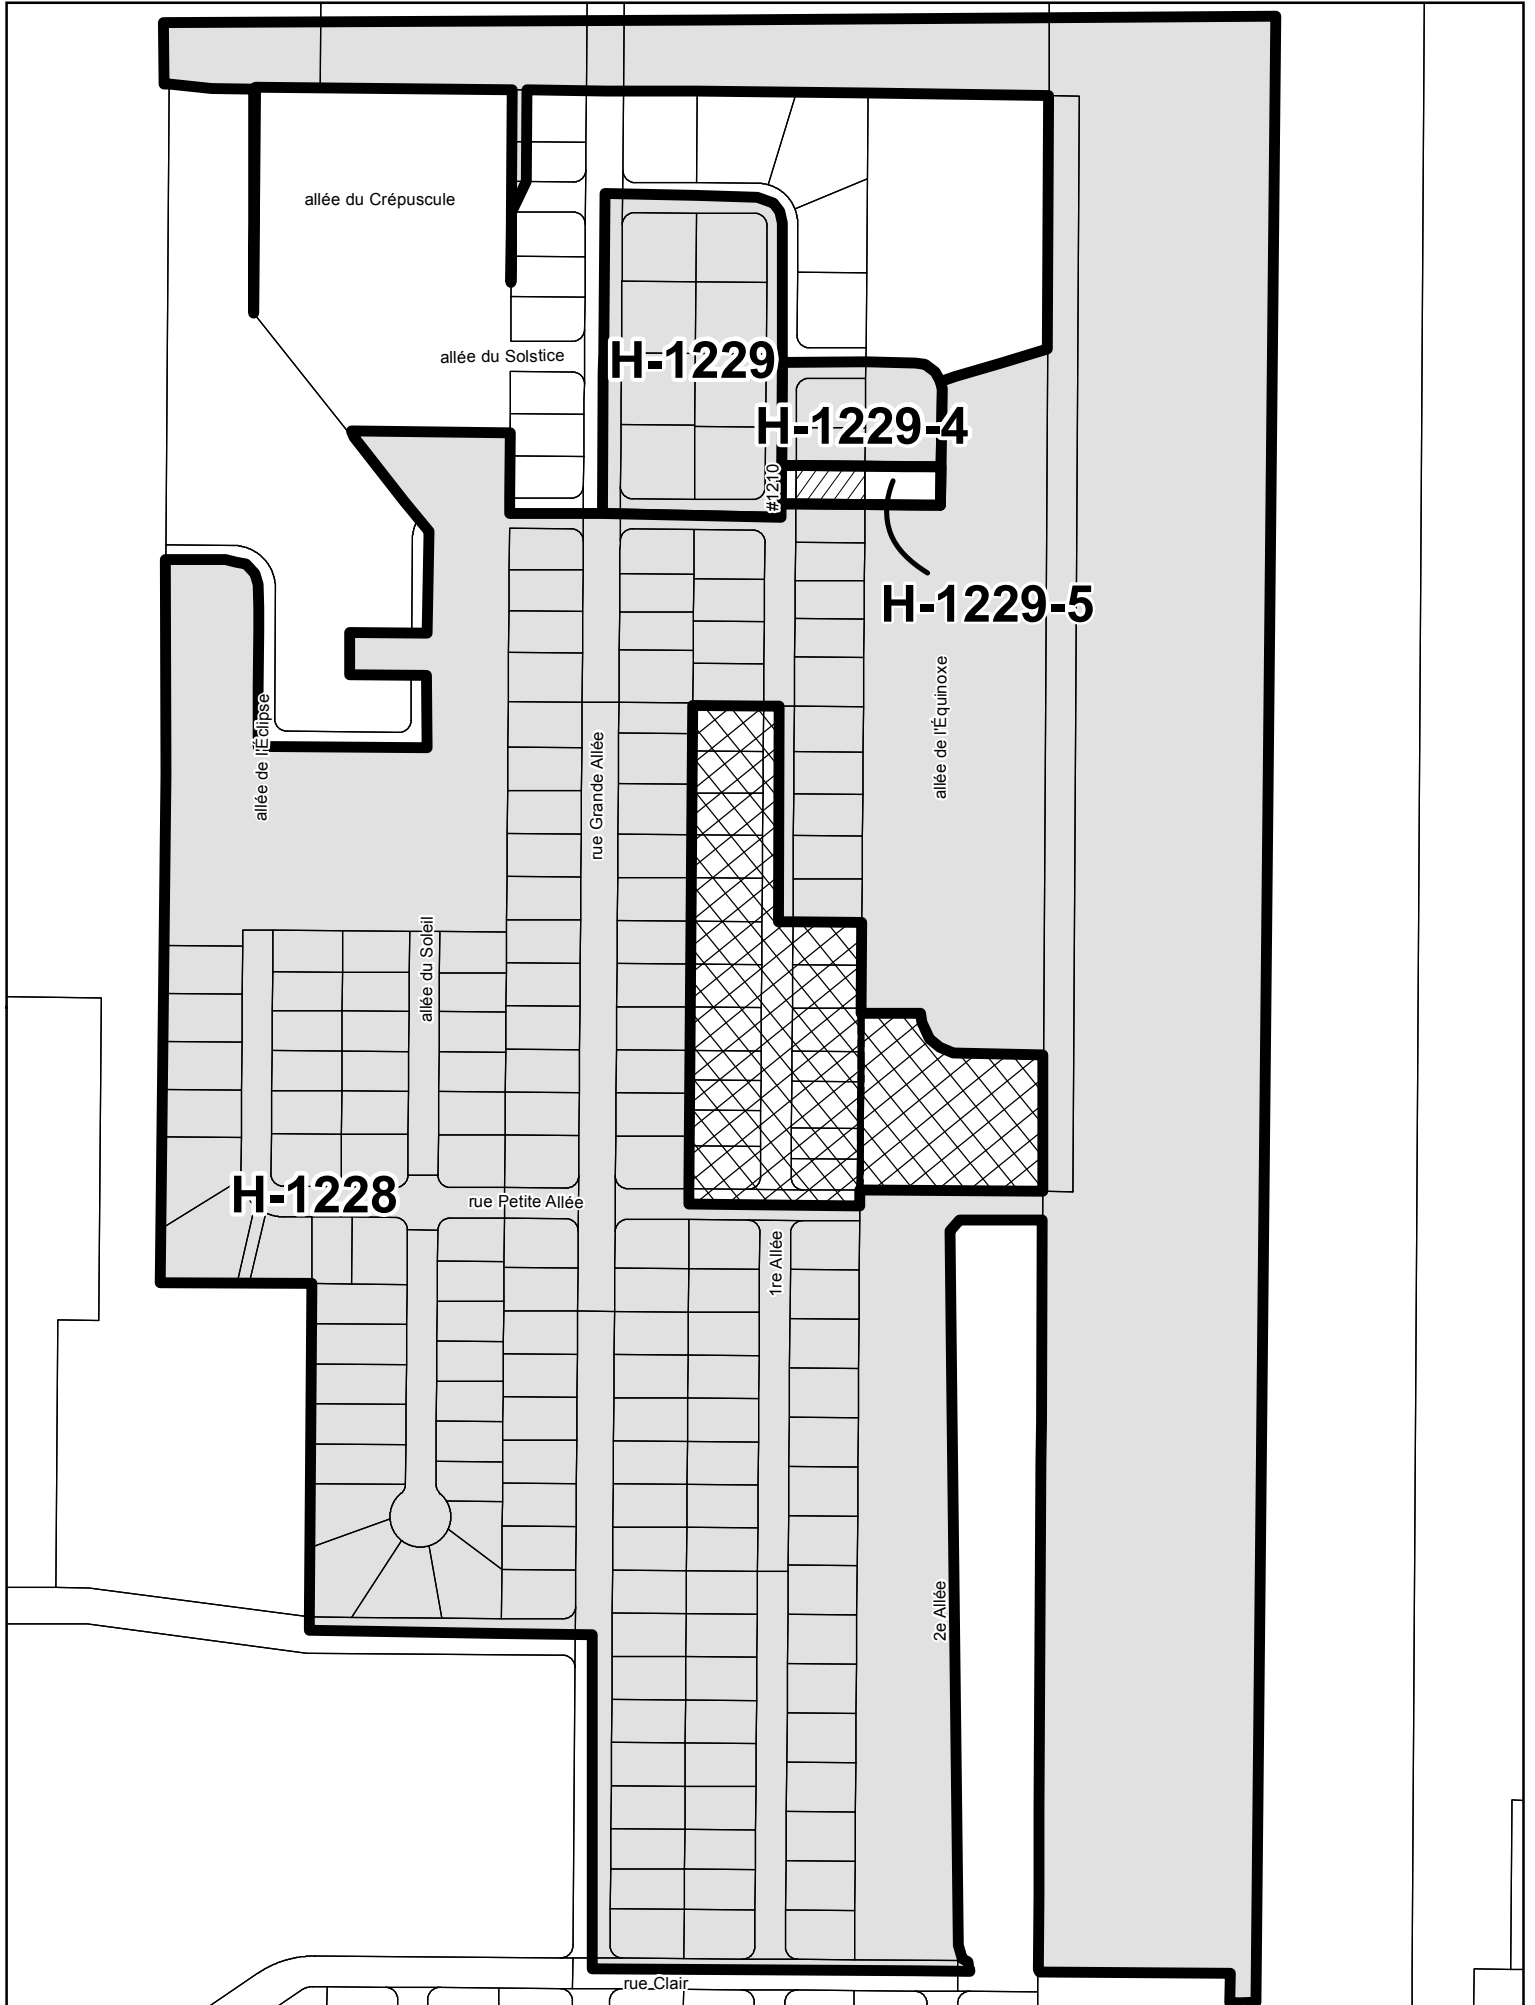 allée du Crépuscule
allée du Solstice
H-1229
H-1229-4
#1210
H-1229-5
allée de l'Équinoxe
allée de l'Éclipse
rue Grande Allée
allée du Soleil
H-1228
rue Petite Allée
1re Allée
2e Allée
rue Clair